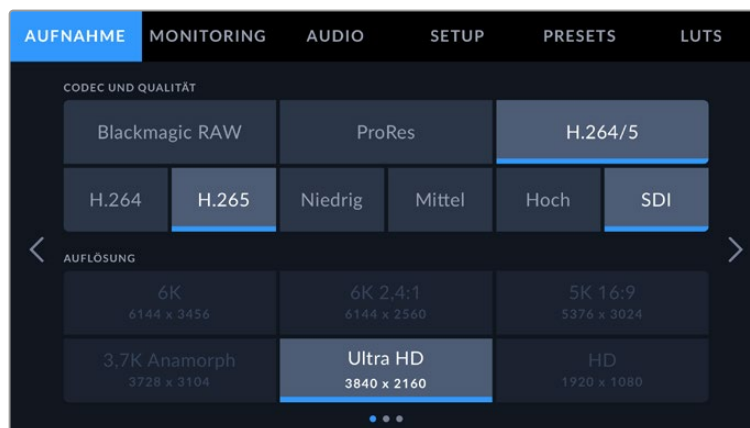 AUFNAHME MONITORING AUDIO SETUP PRESETS LUTS
CODEC UND QUALITÄT
Blackmagic RAW ProRes H.264/5
H.264 H.265 Niedrig Mittel Hoch SDI
AUFLÖSUNG
6K 6K 2,4:1 5K 16:9
6144 x 3456 6144 x 2560 5376 x 3024
3,7K Anamorph Ultra HD HD
3728 x 3104 3840 x 2160 1920 x 1080